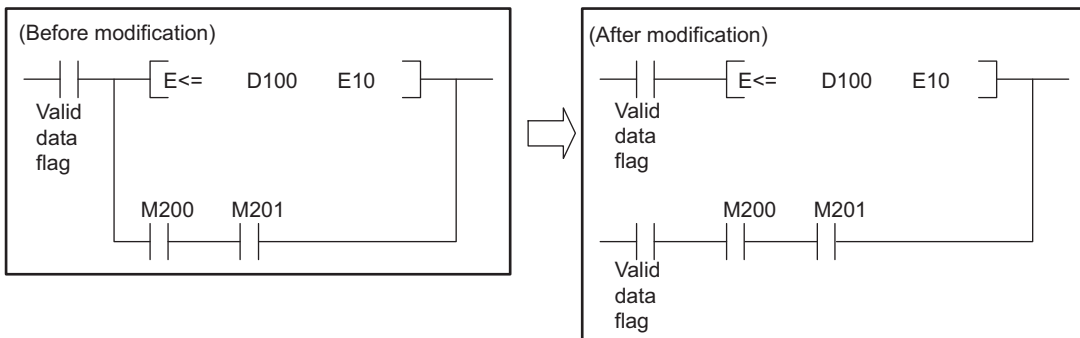 (Before modification)
E<= D100 E10
Valid
data
flag
M200 M201
(After modification)
E<= D100 E10
Valid
data
flag
M200 M201
Valid
data
flag